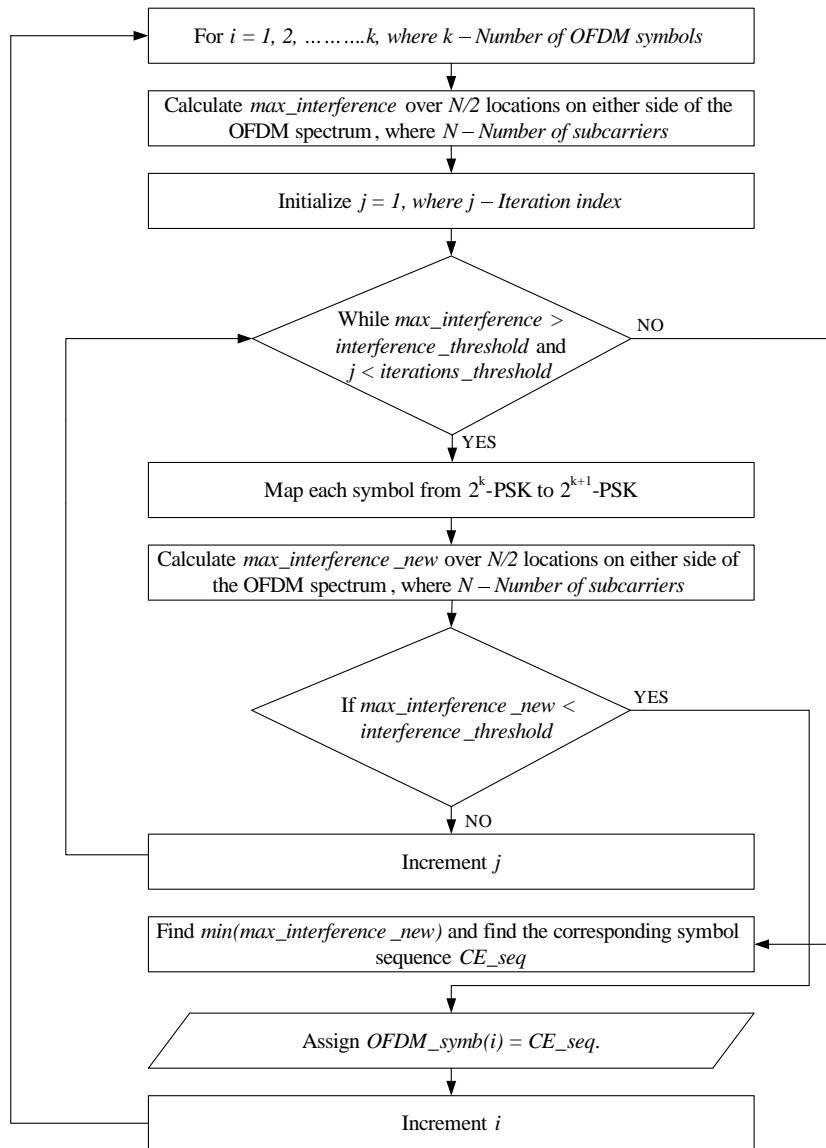 For i = 1, 2, ……….k, where k – Number of OFDM symbols
Calculate max_interference over N/2 locations on either side of the
OFDM spectrum, where N – Number of subcarriers
Initialize j = 1, where j – Iteration index
While max_interference >
interference_threshold and
j < iterations_threshold
NO
YES
Map each symbol from 2^k-PSK to 2^k+1-PSK
Calculate max_interference_new over N/2 locations on either side of
the OFDM spectrum, where N – Number of subcarriers
If max_interference_new <
interference_threshold
YES
NO
Increment j
Find min(max_interference_new) and find the corresponding symbol
sequence CE_seq
Assign OFDM_symb(i) = CE_seq.
Increment i